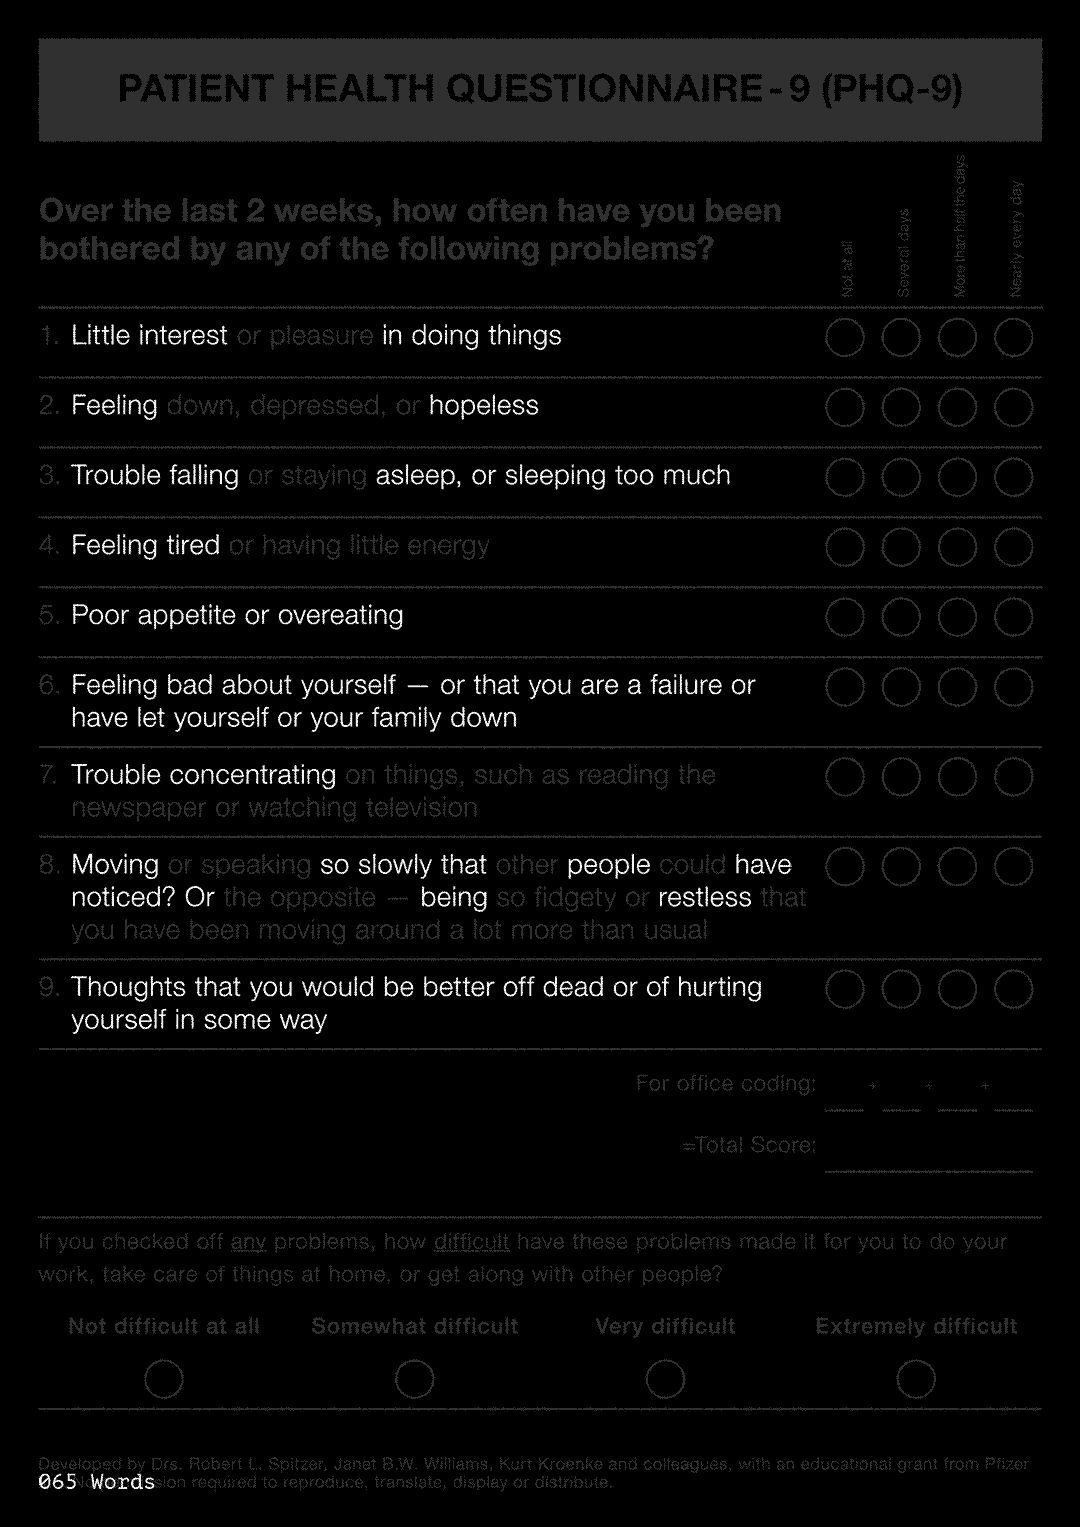 PATIENT HEALTH QUESTIONNAIRE - 9 (PHQ-9)
Over the last 2 weeks, how often have you been
bothered by any of the following problems?
Not at all
Several days
More than half the days
Nearly every day
1. Little interest or pleasure in doing things
2. Feeling down, depressed, or hopeless
3. Trouble falling or staying asleep, or sleeping too much
4. Feeling tired or having little energy
5. Poor appetite or overeating
6. Feeling bad about yourself — or that you are a failure or
have let yourself or your family down
7. Trouble concentrating on things, such as reading the
newspaper or watching television
8. Moving or speaking so slowly that other people could have
noticed? Or the opposite — being so fidgety or restless that
you have been moving around a lot more than usual
9. Thoughts that you would be better off dead or of hurting
yourself in some way
For office coding: + + +
=Total Score:
If you checked off any problems, how difficult have these problems made it for you to do your
work, take care of things at home, or get along with other people?
Not difficult at all Somewhat difficult Very difficult Extremely difficult
Developed by Drs. Robert L. Spitzer, Janet B.W. Williams, Kurt Kroenke and colleagues, with an educational grant from Pfizer
required to reproduce, translate, display or distribute.
065 Words